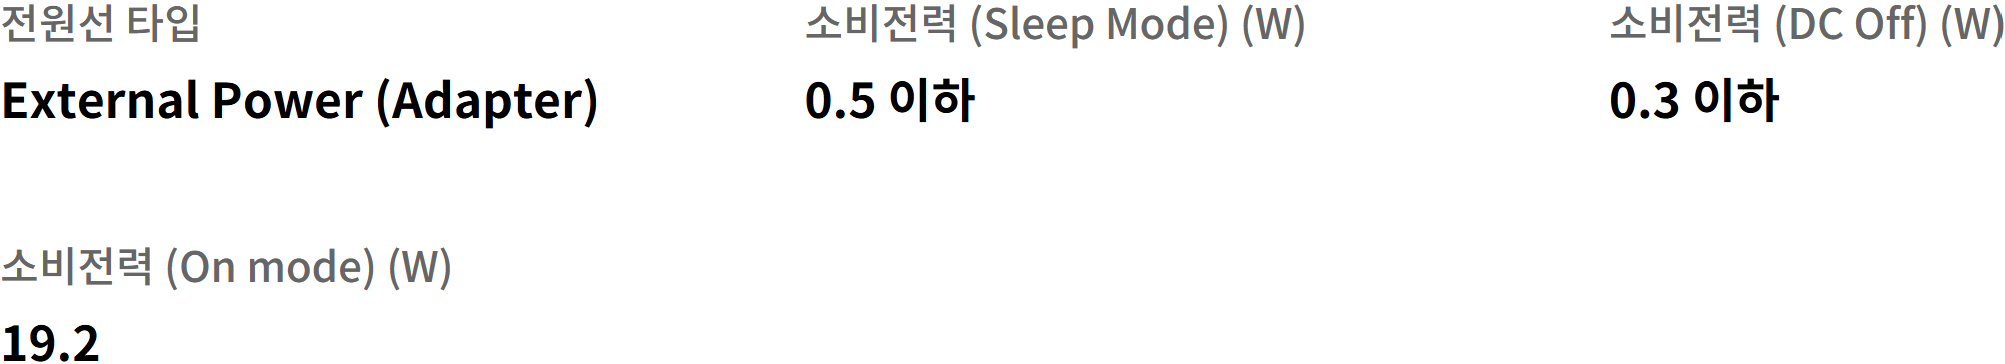 전원선 타입
External Power (Adapter)
소비전력 (Sleep Mode) (W)
0.5 이하
소비전력 (DC Off) (W)
0.3 이하
소비전력 (On mode) (W)
19.2